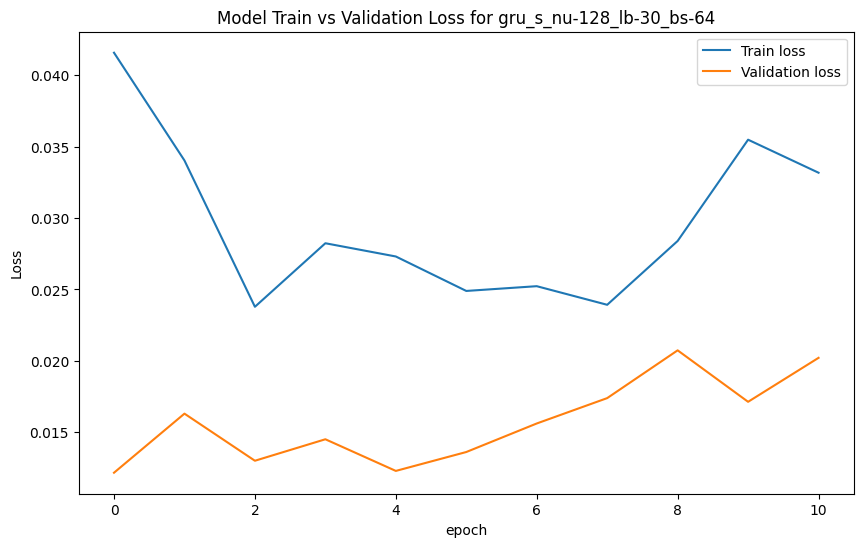 Model Train vs Validation Loss for gru_s_nu-128_lb-30_bs-64
Train loss
Validation loss
0.040
0.035
0.030
0.025
0.020
0.015
Loss
0 2 4 6 8 10
epoch